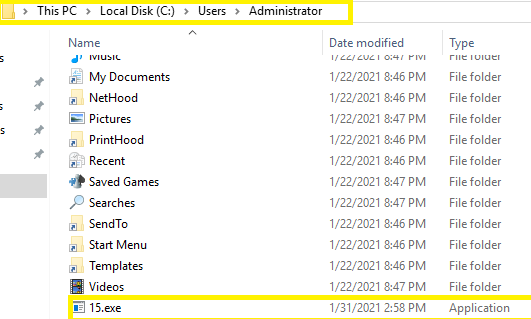 This PC > Local Disk (C:) > Users > Administrator
Name Date modified Type
Music 1/22/2021 8:47 PM File folder
My Documents 1/22/2021 8:46 PM File folder
NetHood 1/22/2021 8:46 PM File folder
Pictures 1/22/2021 8:47 PM File folder
PrintHood 1/22/2021 8:46 PM File folder
Recent 1/22/2021 8:46 PM File folder
Saved Games 1/22/2021 8:47 PM File folder
Searches 1/22/2021 8:47 PM File folder
SendTo 1/22/2021 8:46 PM File folder
Start Menu 1/22/2021 8:46 PM File folder
Templates 1/22/2021 8:46 PM File folder
Videos 1/22/2021 8:47 PM File folder
15.exe 1/31/2021 2:58 PM Application